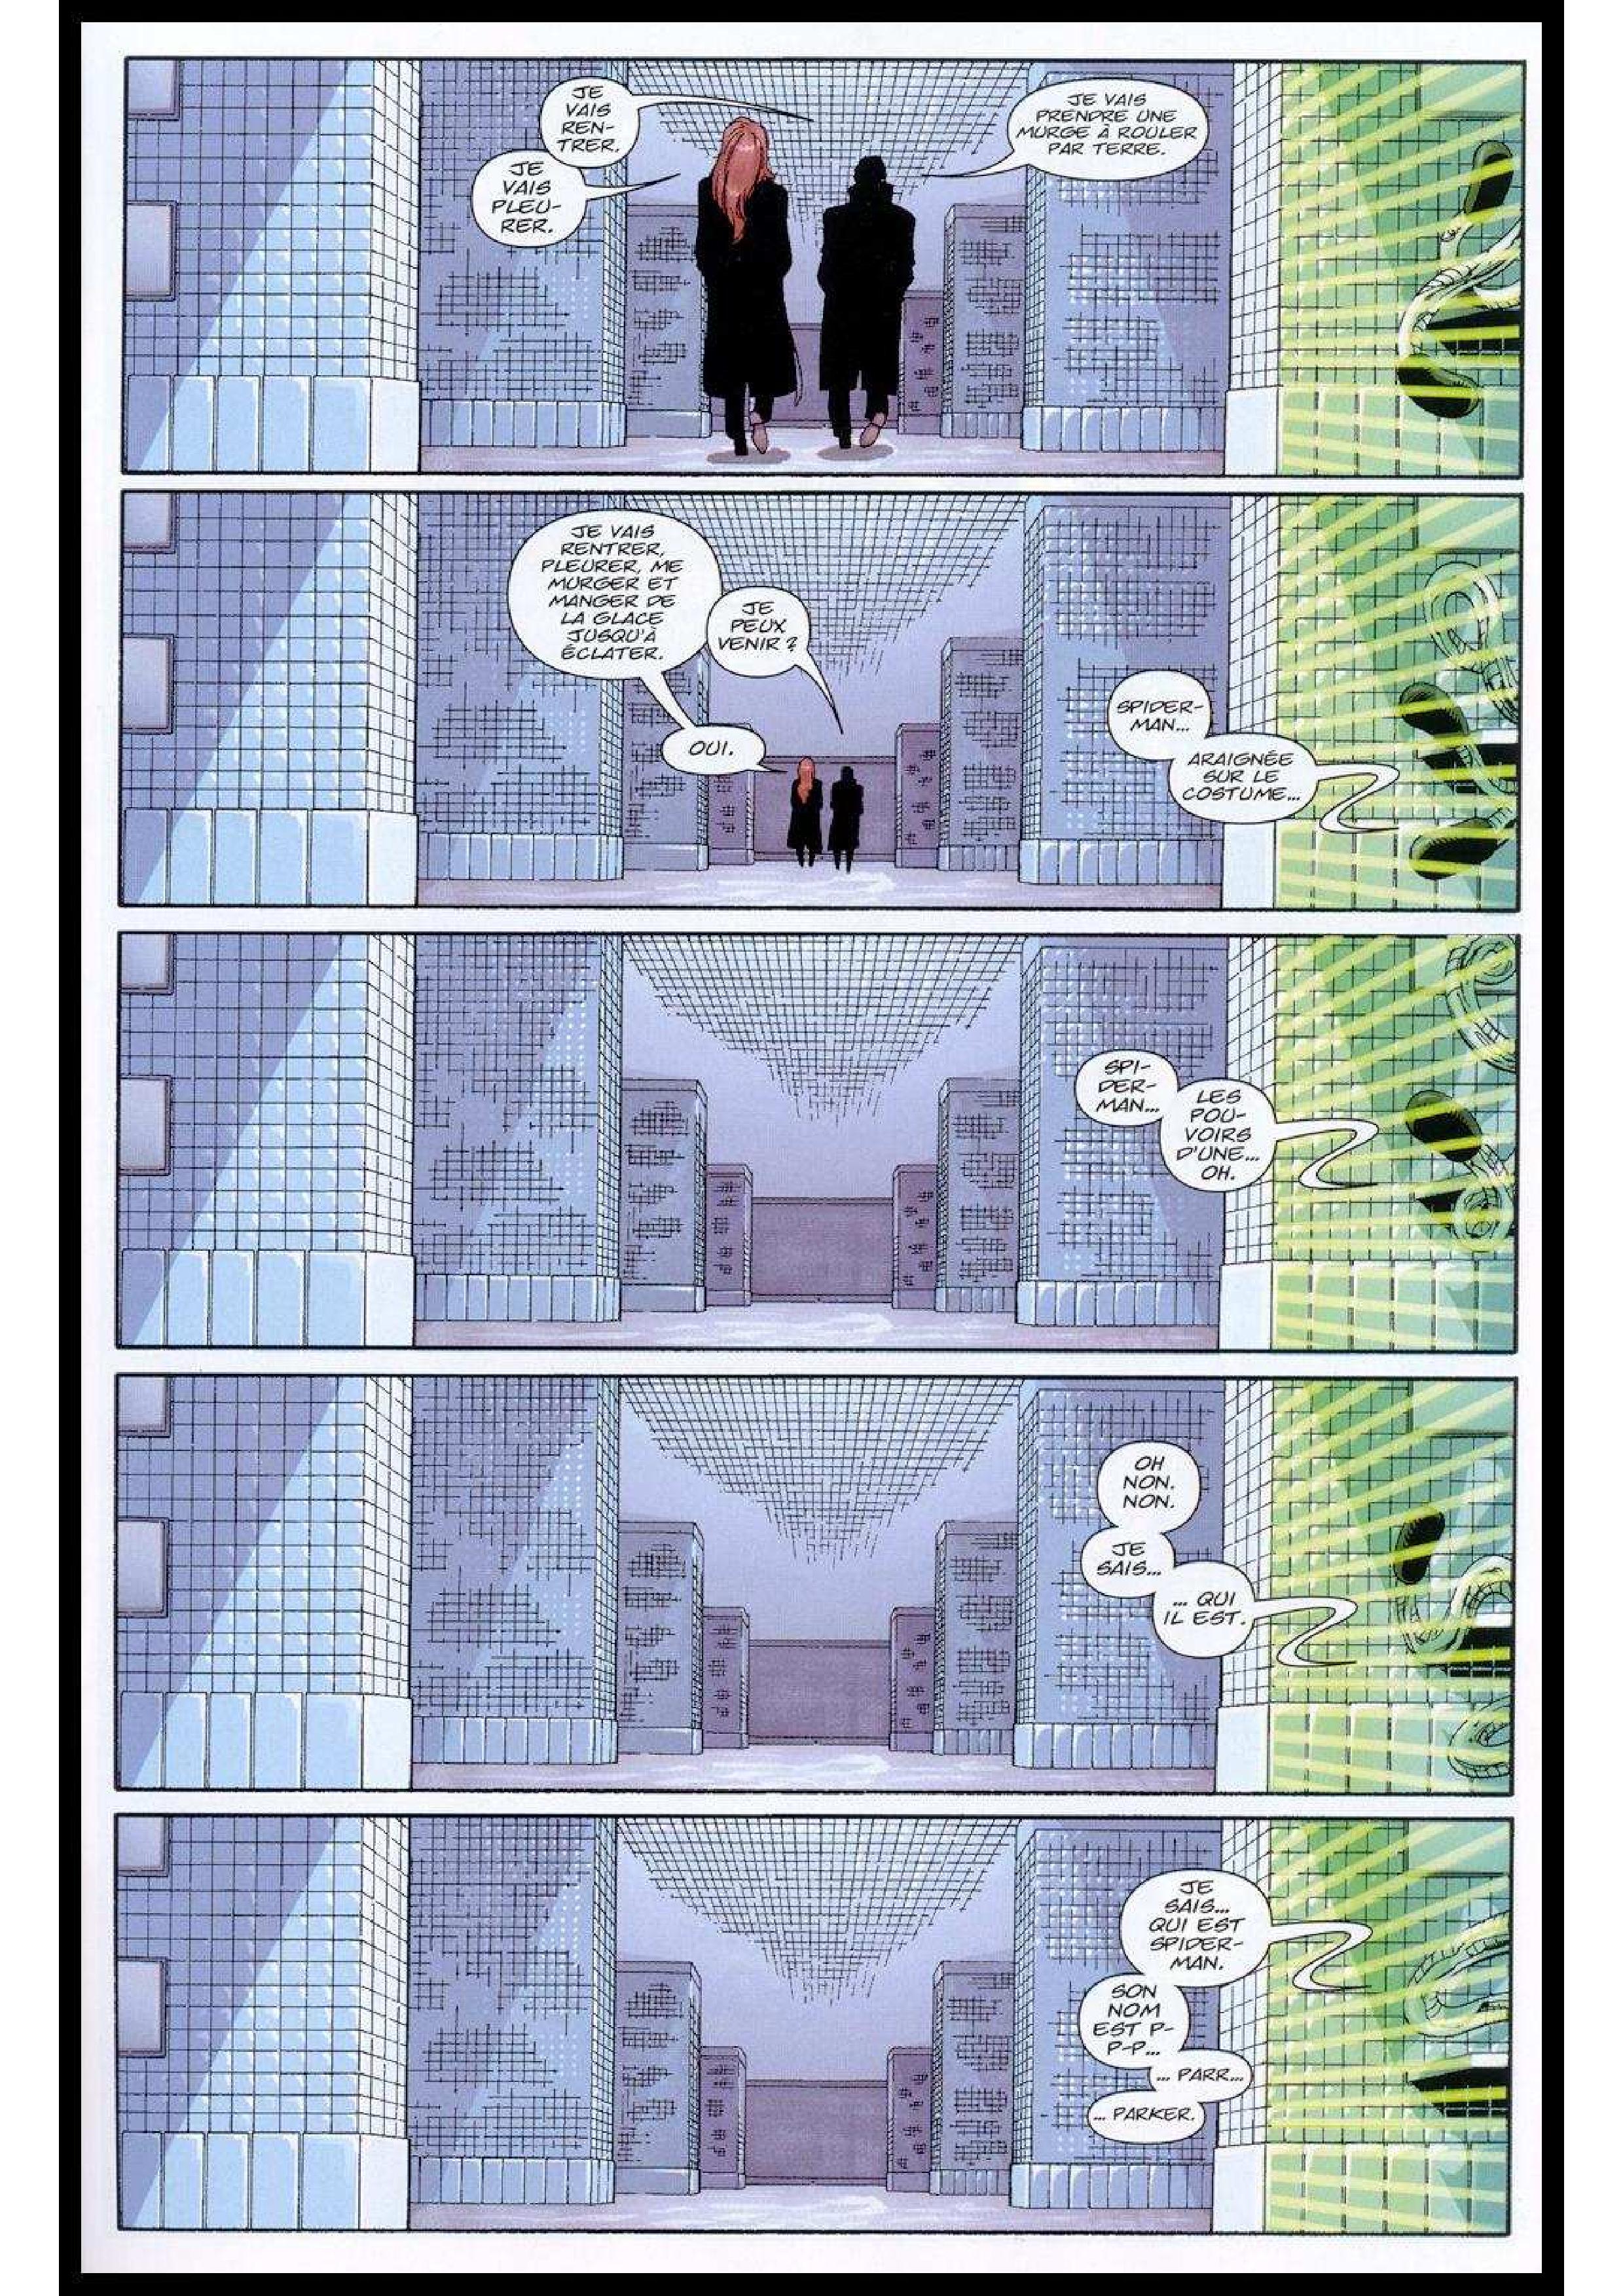 JE
VAIS
REN-
TRER.
JE
VAIS
PLEU-
RER.
JE VAIS
PRENDRE UNE
MURGE À ROULER
PAR TERRE.
JE VAIS
RENTRER,
PLEURER, ME
MURGER ET
MANGER DE
LA GLACE
JUSQU'À
ÉCLATER.
JE
PEUX
VENIR ?
OUI.
SPIDER-
MAN...
ARAIGNÉE
SUR LE
COSTUME...
SPI-
DER-
MAN...
LES
POU-
VOIRS
D'UNE...
OH.
OH
NON.
NON.
JE
SAIS...
... QUI
IL EST.
JE
SAIS...
QUI EST
SPIDER-
MAN.
SON
NOM
EST P-
P-P...
... PARR...
... PARKER.